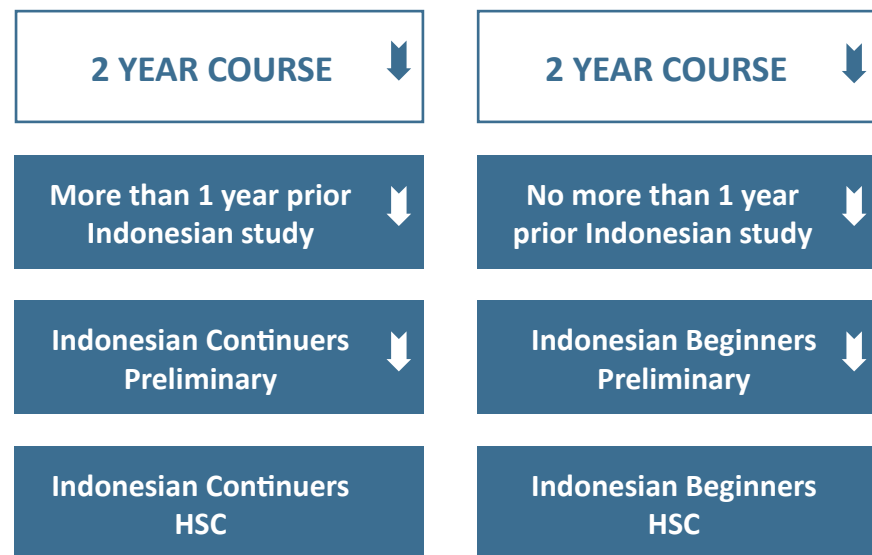 2 YEAR COURSE
More than 1 year prior
Indonesian study
Indonesian Continuers
Preliminary
Indonesian Continuers
HSC
2 YEAR COURSE
No more than 1 year
prior Indonesian study
Indonesian Beginners
Preliminary
Indonesian Beginners
HSC